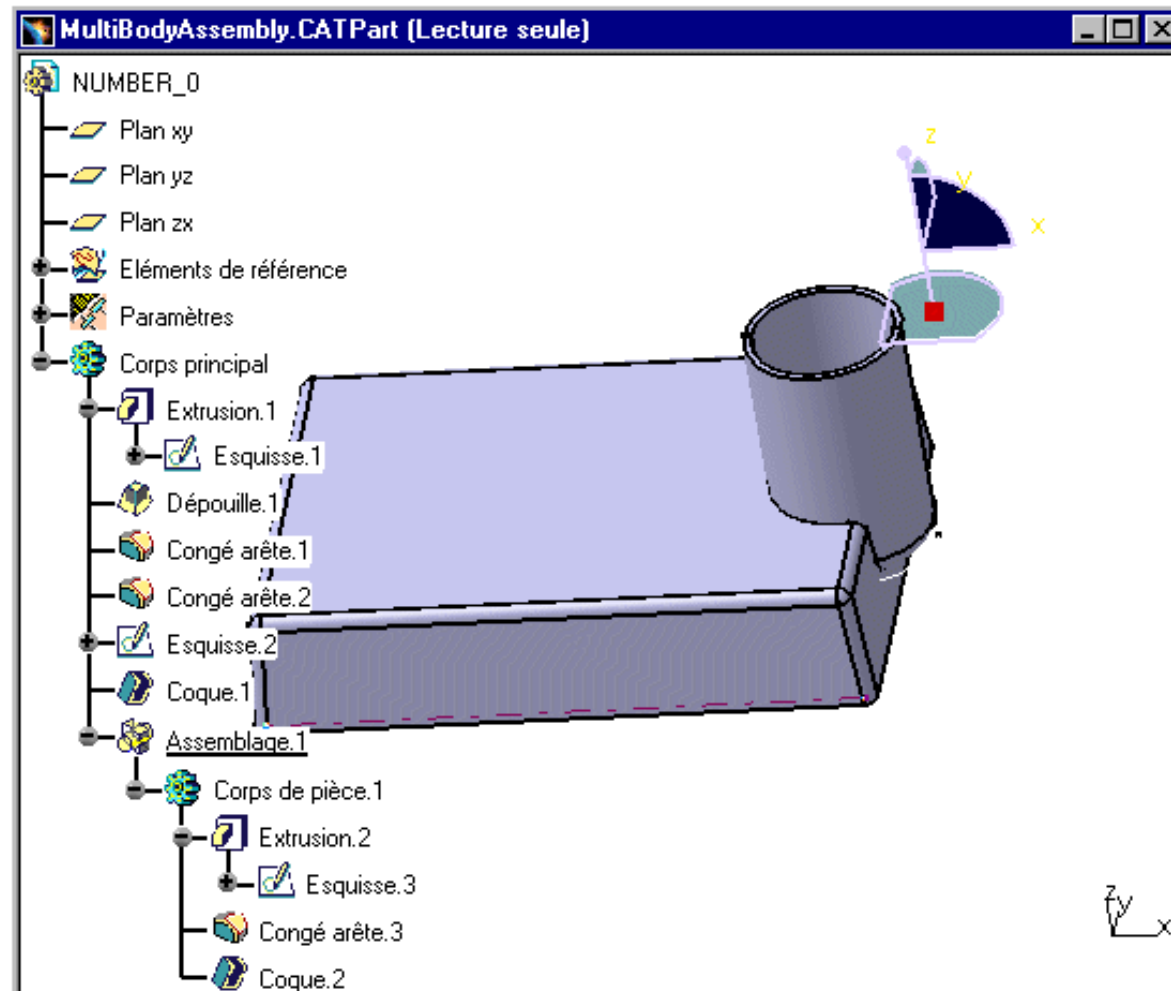 MultiBodyAssembly.CATPart (Lecture seule)
NUMBER_0
Plan xy
Plan yz
Plan zx
Eléments de référence
Paramètres
Corps principal
Extrusion.1
Esquisse.1
Dépouille.1
Congé arête.1
Congé arête.2
Esquisse.2
Coque.1
Assemblage.1
Corps de pièce.1
Extrusion.2
Esquisse.3
Congé arête.3
Coque.2
z
y
x
z
y
x